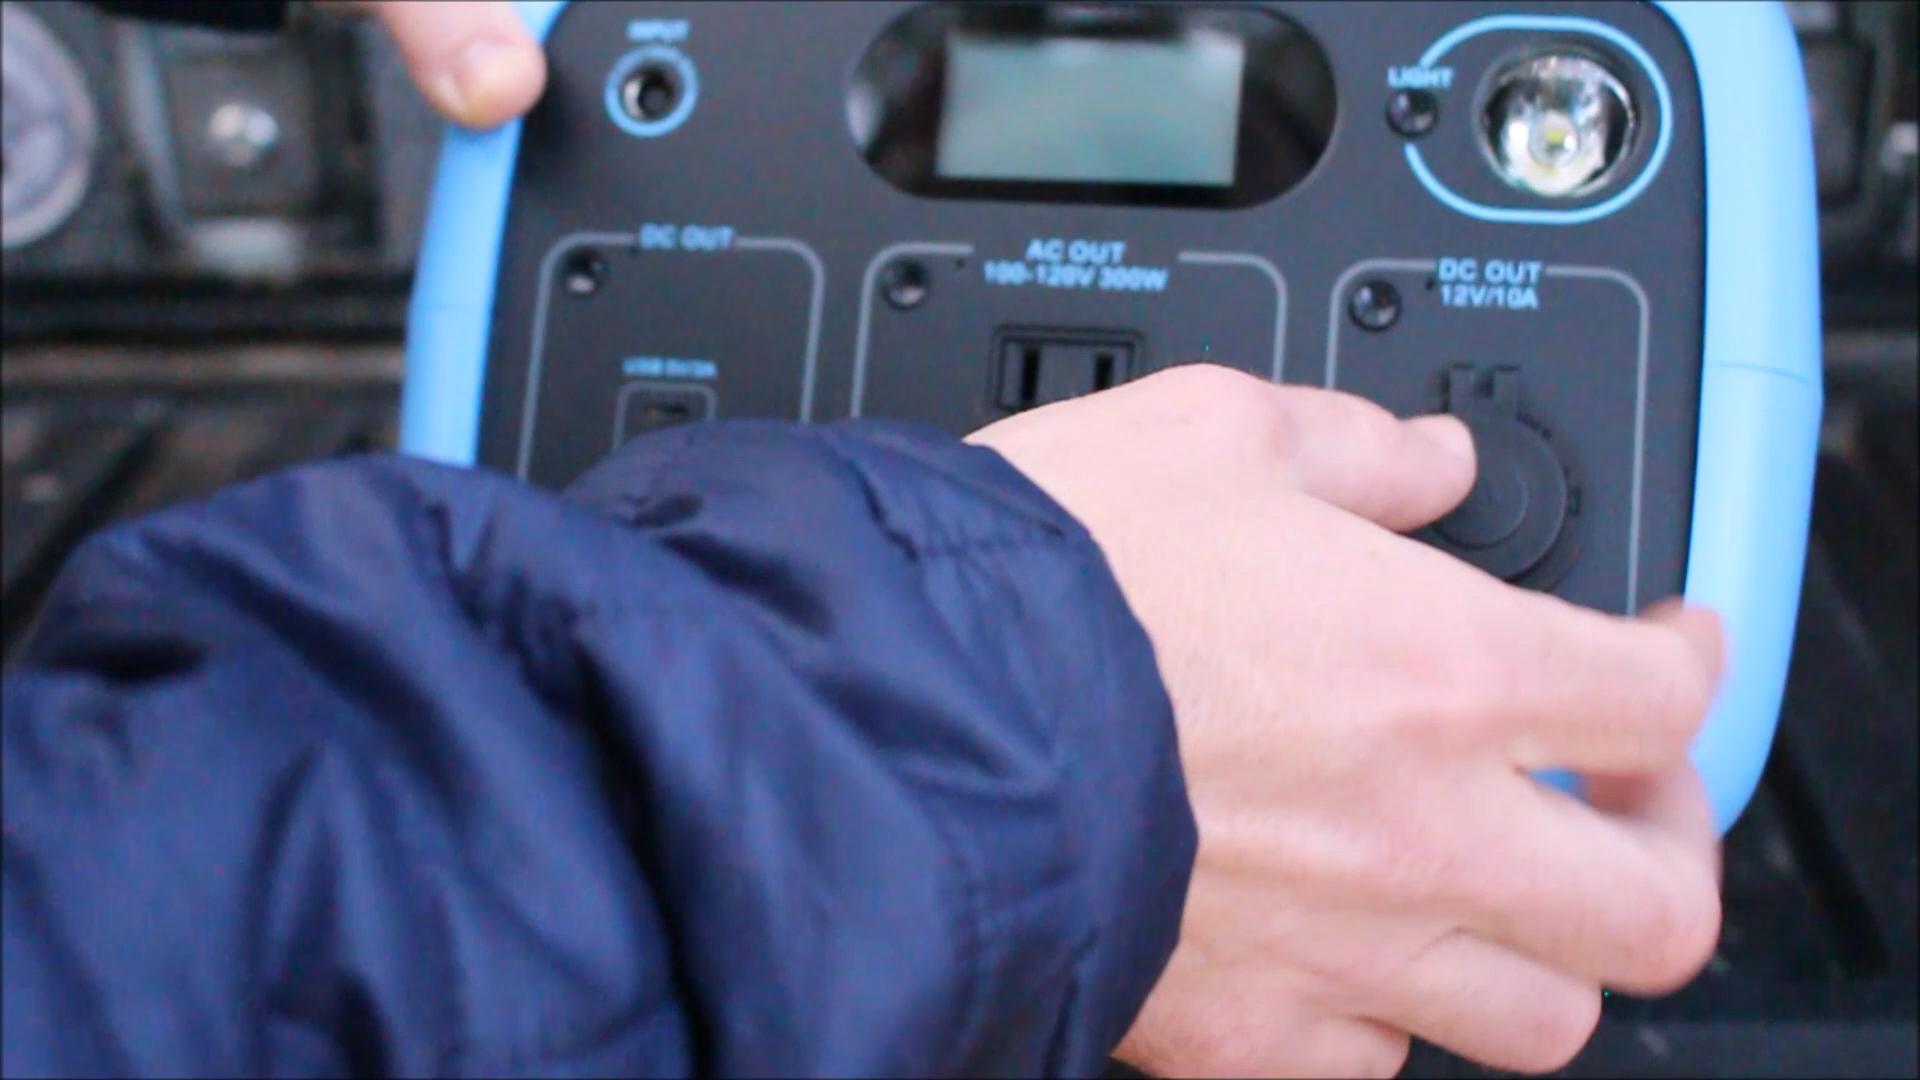 INPUT
LIGHT
DC OUT
AC OUT
100-120V 300W
DC OUT
12V/10A